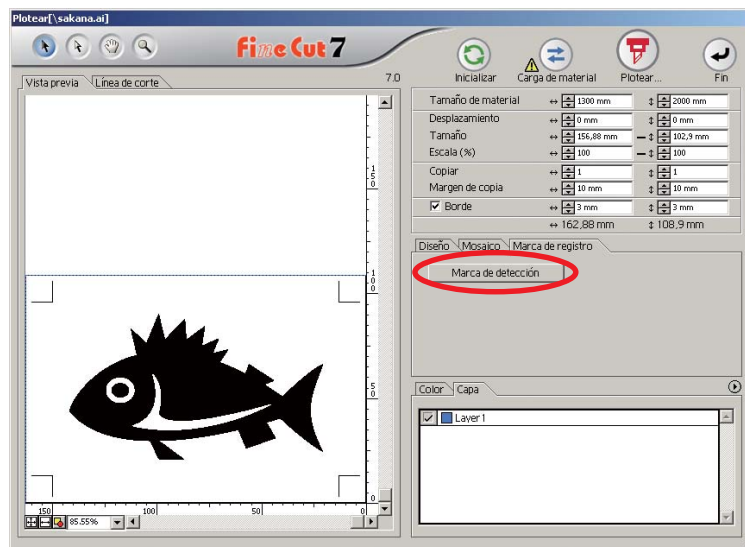 Plotear[\sakana.ai]
Fine Cut 7
7.0
Inicializar
Carga de material
Plotear...
Fin
Vista previa
Línea de corte
Tamaño de material 1300 mm 2000 mm
Desplazamiento 0 mm 0 mm
Tamaño 156,88 mm 102,9 mm
Escala (%) 100 100
Copiar 1 1
Margen de copia 10 mm 10 mm
Borde 3 mm 3 mm
162,88 mm 108,9 mm
Diseño Mosaico Marca de registro
Marca de detección
Color Capa
Layer 1
150
100
50
0
150
100
50
0
85.55%